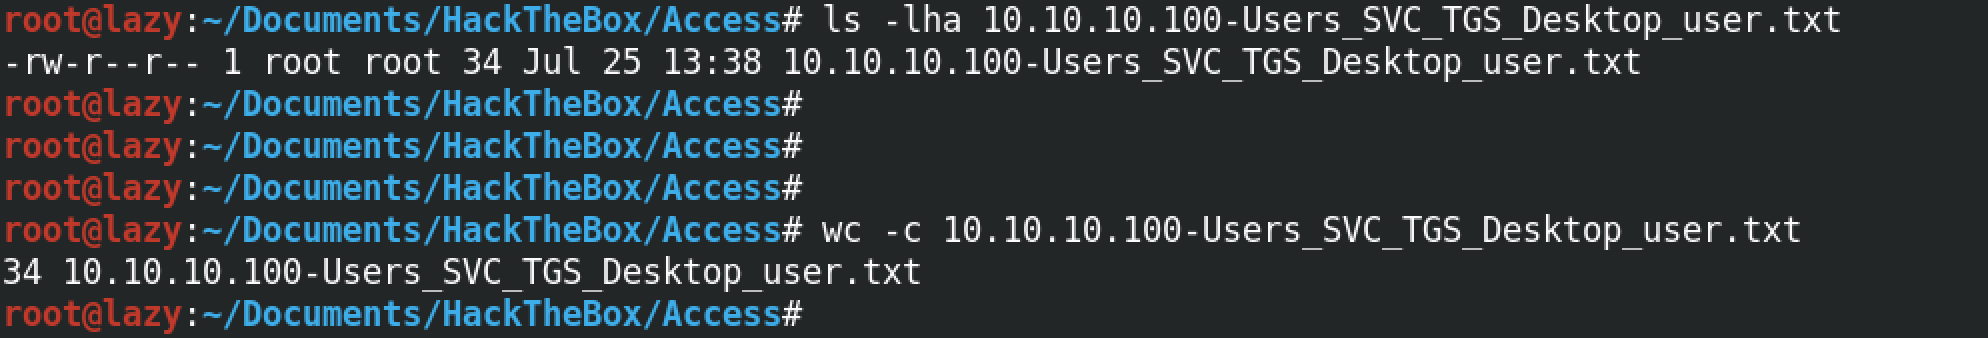 root@lazy:~/Documents/HackTheBox/Access# ls -lha 10.10.10.100-Users_SVC_TGS_Desktop_user.txt
-rw-r--r-- 1 root root 34 Jul 25 13:38 10.10.10.100-Users_SVC_TGS_Desktop_user.txt
root@lazy:~/Documents/HackTheBox/Access#
root@lazy:~/Documents/HackTheBox/Access#
root@lazy:~/Documents/HackTheBox/Access#
root@lazy:~/Documents/HackTheBox/Access# wc -c 10.10.10.100-Users_SVC_TGS_Desktop_user.txt
34 10.10.10.100-Users_SVC_TGS_Desktop_user.txt
root@lazy:~/Documents/HackTheBox/Access#